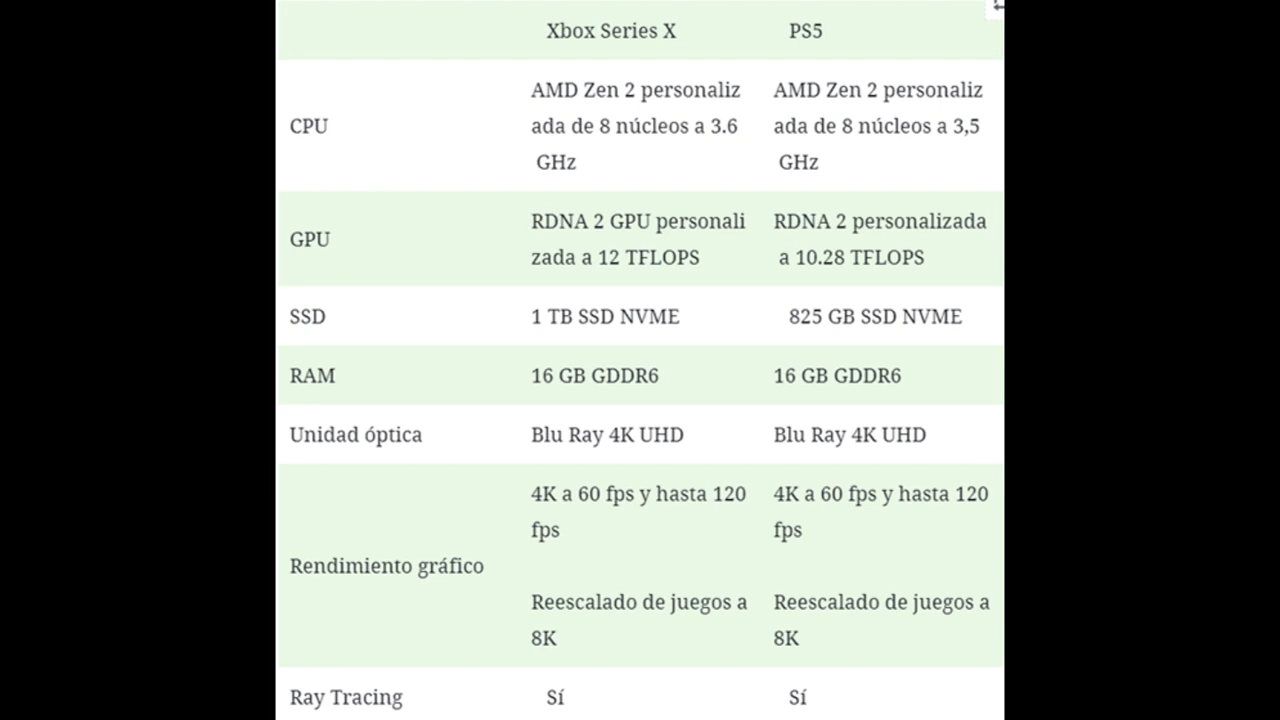 Xbox Series X PS5
AMD Zen 2 personaliz AMD Zen 2 personaliz
CPU ada de 8 núcleos a 3.6 ada de 8 núcleos a 3,5
GHz GHz
RDNA 2 GPU personali RDNA 2 personalizada
GPU
zada a 12 TFLOPS a 10.28 TFLOPS
SSD 1 TB SSD NVME 825 GB SSD NVME
RAM 16 GB GDDR6 16 GB GDDR6
Unidad óptica Blu Ray 4K UHD Blu Ray 4K UHD
4K a 60 fps y hasta 120 4K a 60 fps y hasta 120
fps fps
Rendimiento gráfico
Reescalado de juegos a Reescalado de juegos a
8K 8K
Ray Tracing Sí Sí